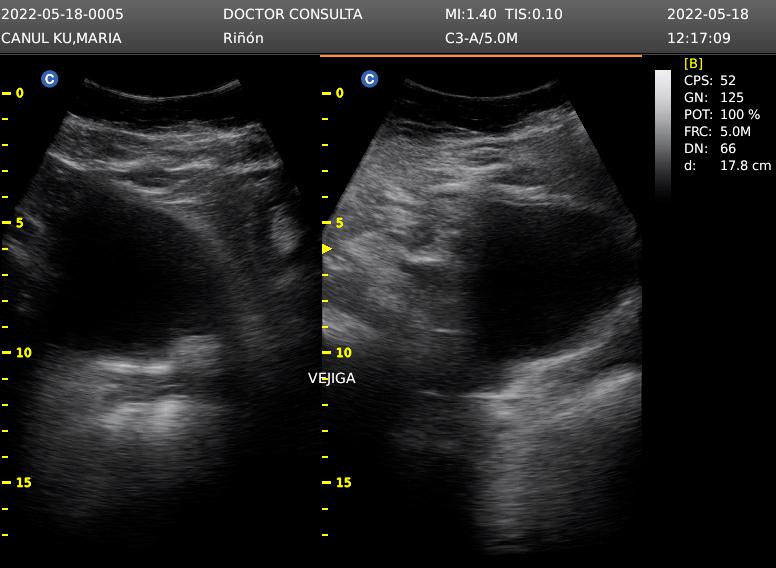 2022-05-18-0005 DOCTOR CONSULTA MI:1.40 TIS:0.10 2022-05-18
CANUL KU,MARIA Riñón C3-A/5.0M 12:17:09
[B]
CPS: 52
GN: 125
POT: 100 %
FRC: 5.0M
DN: 66
d: 17.8 cm
C C
0 0
5 5
10 10
VEJIGA
15 15